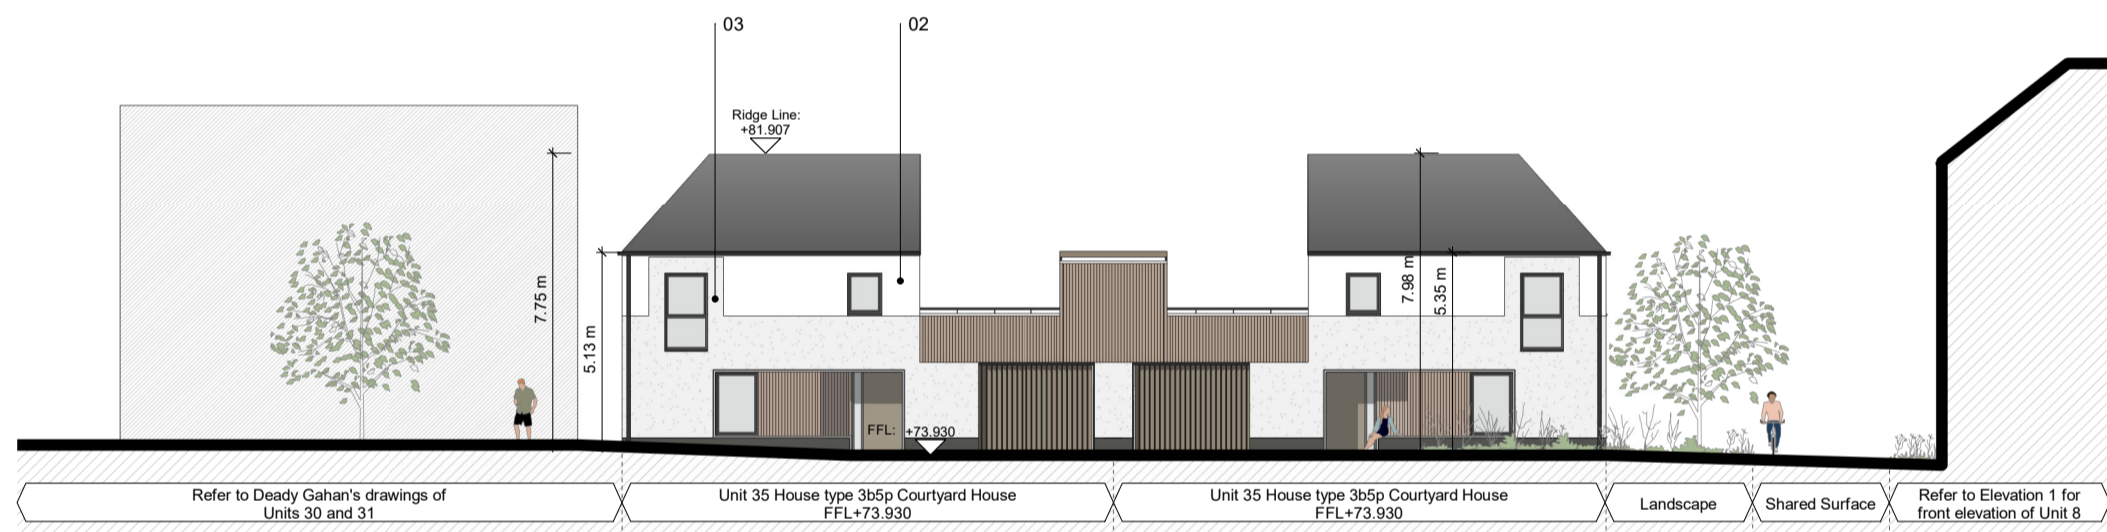 03
02
Ridge Line:
+81.907
7.75 m
5.13 m
7.98 m
5.35 m
FFL:
+73.930
Refer to Deady Gahan's drawings of
Units 30 and 31
Unit 35 House type 3b5p Courtyard House
FFL+73.930
Unit 35 House type 3b5p Courtyard House
FFL+73.930
Landscape
Shared Surface
Refer to Elevation 1 for
front elevation of Unit 8